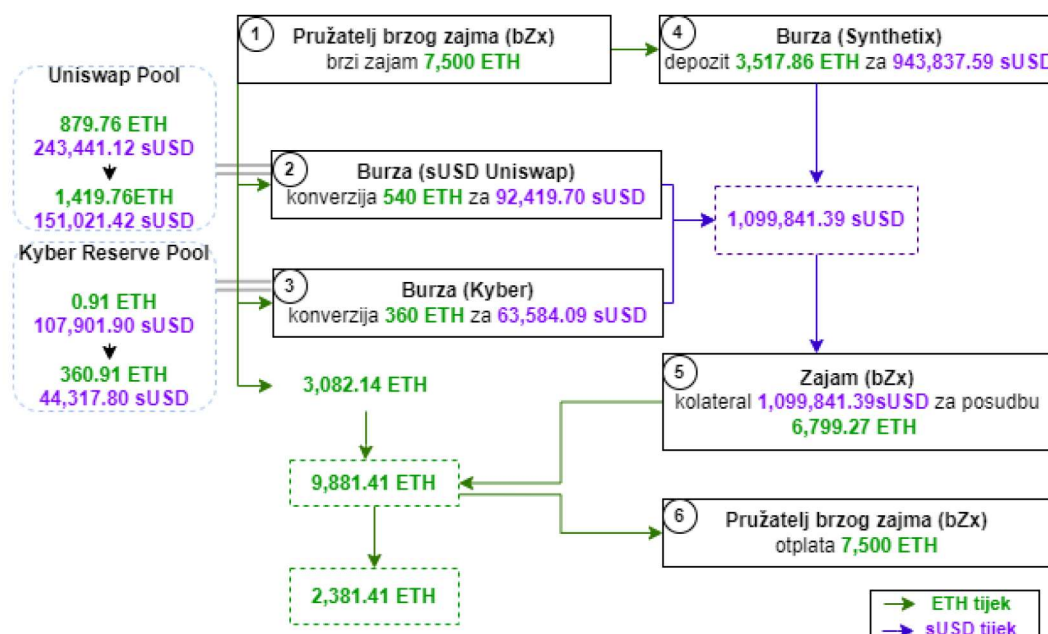 1
Pružatelj brzog zajma (bZx)
brzi zajam 7,500 ETH
4
Burza (Synthetix)
depozit 3,517.86 ETH za 943,837.59 sUSD
Uniswap Pool
879.76 ETH
243,441.12 sUSD
1,419.76ETH
151,021.42 sUSD
2
Burza (sUSD Uniswap)
konverzija 540 ETH za 92,419.70 sUSD
1,099,841.39 sUSD
Kyber Reserve Pool
0.91 ETH
107,901.90 sUSD
360.91 ETH
44,317.80 sUSD
3
Burza (Kyber)
konverzija 360 ETH za 63,584.09 sUSD
3,082.14 ETH
5
Zajam (bZx)
kolateral 1,099,841.39sUSD za posudbu
6,799.27 ETH
9,881.41 ETH
6
Pružatelj brzog zajma (bZx)
otplata 7,500 ETH
2,381.41 ETH
ETH tijek
sUSD tijek